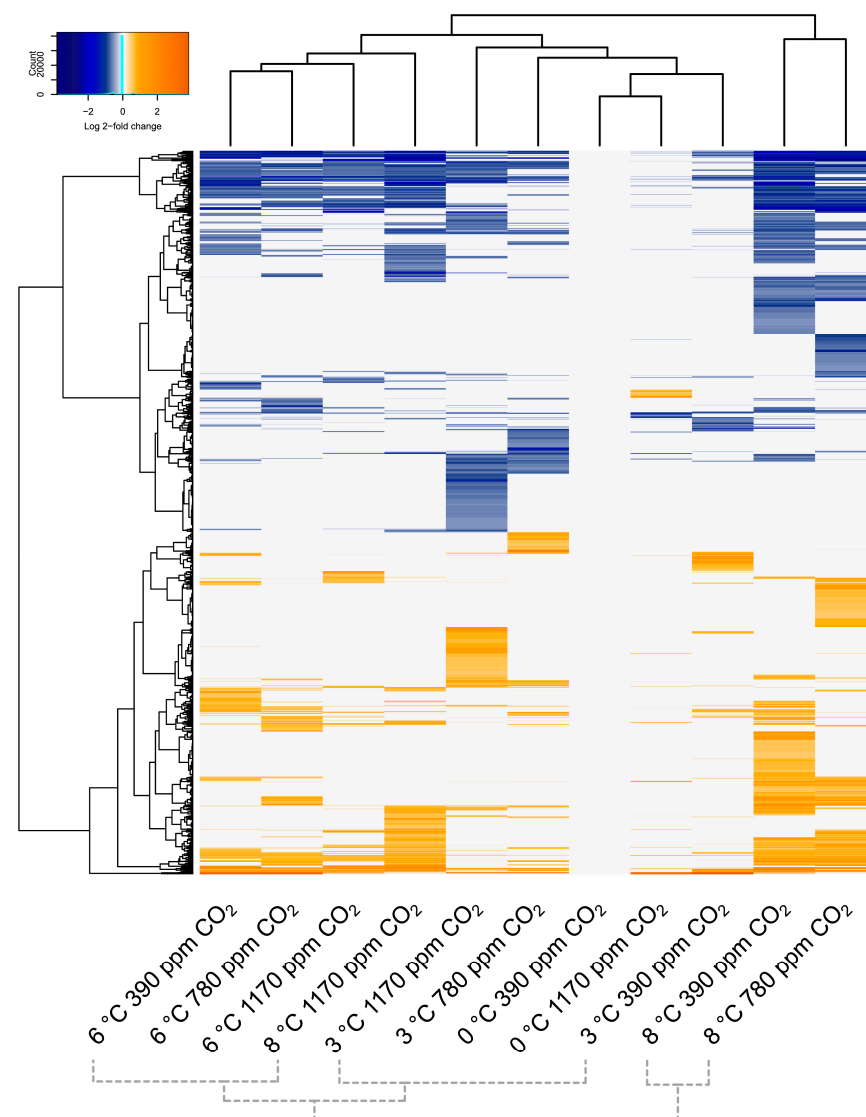 Count
20000
0
−2
0
2
Log 2−fold change
6 °C 390 ppm CO₂
6 °C 780 ppm CO₂
6 °C 1170 ppm CO₂
8 °C 1170 ppm CO₂
3 °C 1170 ppm CO₂
3 °C 780 ppm CO₂
0 °C 390 ppm CO₂
0 °C 1170 ppm CO₂
3 °C 390 ppm CO₂
8 °C 390 ppm CO₂
8 °C 780 ppm CO₂